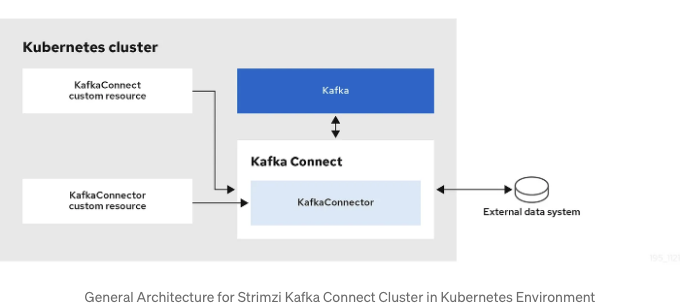 Kubernetes cluster
KafkaConnect
custom resource
Kafka
Kafka Connect
KafkaConnector
custom resource
KafkaConnector
External data system
General Architecture for Strimzi Kafka Connect Cluster in Kubernetes Environment